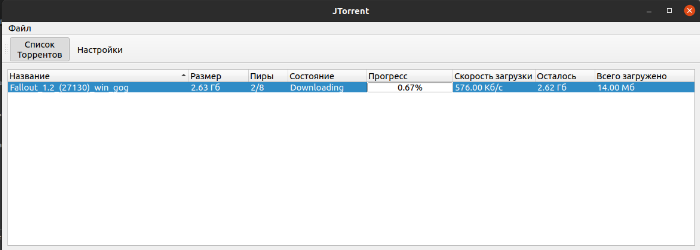 JTorrent
Файл
Список
Торрентов
Настройки
Название Размер Пиры Состояние Прогресс Скорость загрузки Осталось Всего загружено
Fallout_1.2_(27130)_win_gog 2.63 Гб 2/8 Downloading 0.67% 576.00 Кб/с 2.62 Гб 14.00 Мб